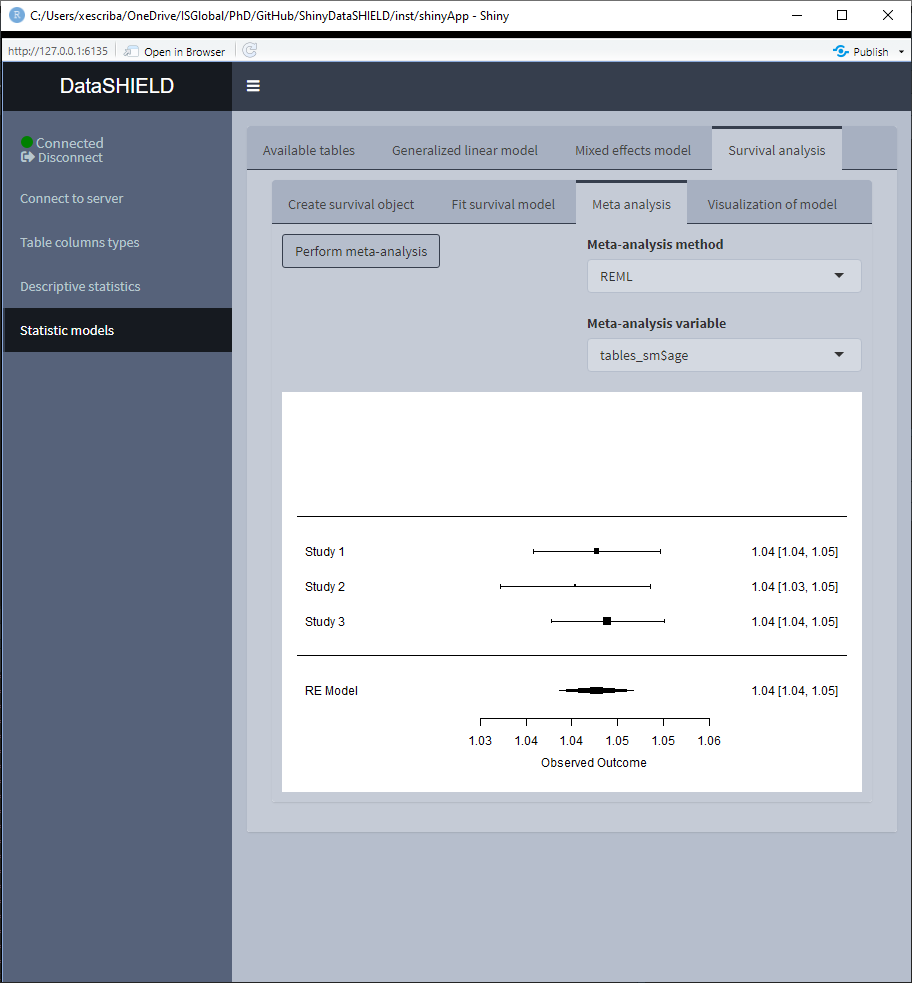 C:/Users/xescriba/OneDrive/ISGlobal/PhD/GitHub/ShinyDataSHIELD/inst/shinyApp - Shiny
http://127.0.0.1:6135
Open in Browser
Publish
DataSHIELD
Connected
Disconnect
Connect to server
Table columns types
Descriptive statistics
Statistic models
Available tables
Generalized linear model
Mixed effects model
Survival analysis
Create survival object
Fit survival model
Meta analysis
Visualization of model
Perform meta-analysis
Meta-analysis method
REML
Meta-analysis variable
tables_sm$age
Study 1 1.04 [1.04, 1.05]
Study 2 1.04 [1.03, 1.05]
Study 3 1.04 [1.04, 1.05]
RE Model 1.04 [1.04, 1.05]
1.03 1.04 1.04 1.05 1.05 1.06
Observed Outcome